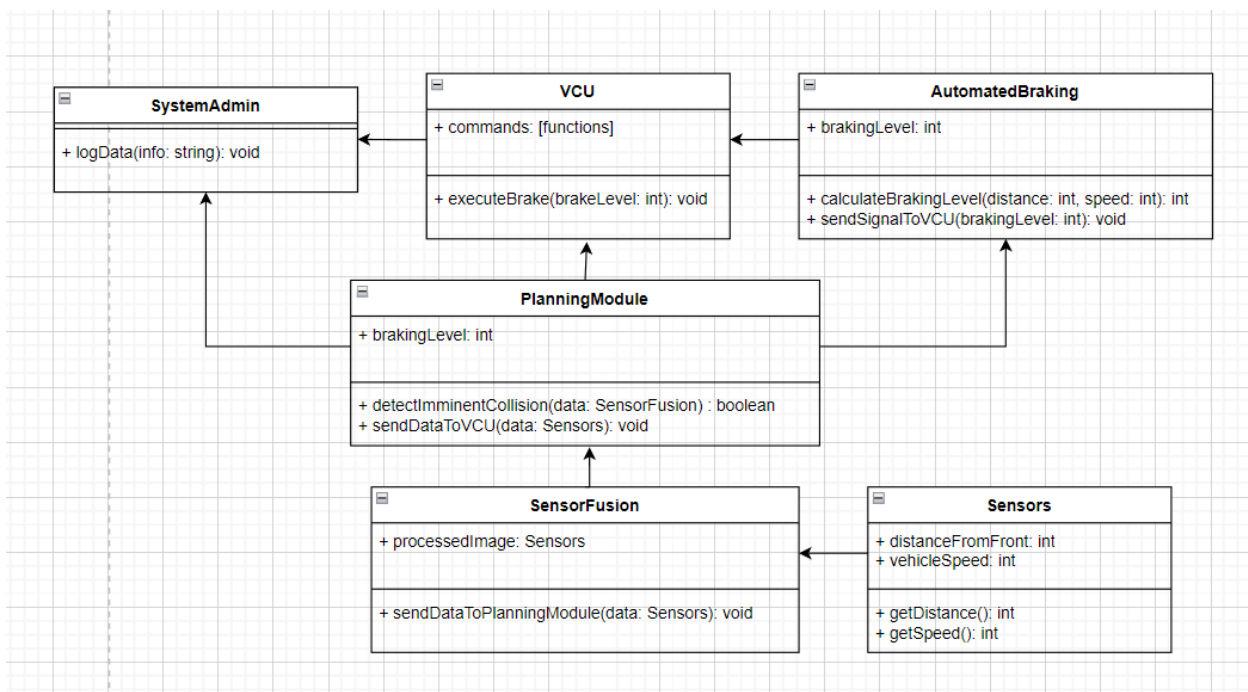 SystemAdmin
+ logData(info: string): void
VCU
+ commands: [functions]
+ executeBrake(brakeLevel: int): void
AutomatedBraking
+ brakingLevel: int
+ calculateBrakingLevel(distance: int, speed: int): int
+ sendSignalToVCU(brakingLevel: int): void
PlanningModule
+ brakingLevel: int
+ detectImminentCollision(data: SensorFusion) : boolean
+ sendDataToVCU(data: Sensors): void
SensorFusion
+ processedImage: Sensors
+ sendDataToPlanningModule(data: Sensors): void
Sensors
+ distanceFromFront: int
+ vehicleSpeed: int
+ getDistance(): int
+ getSpeed(): int